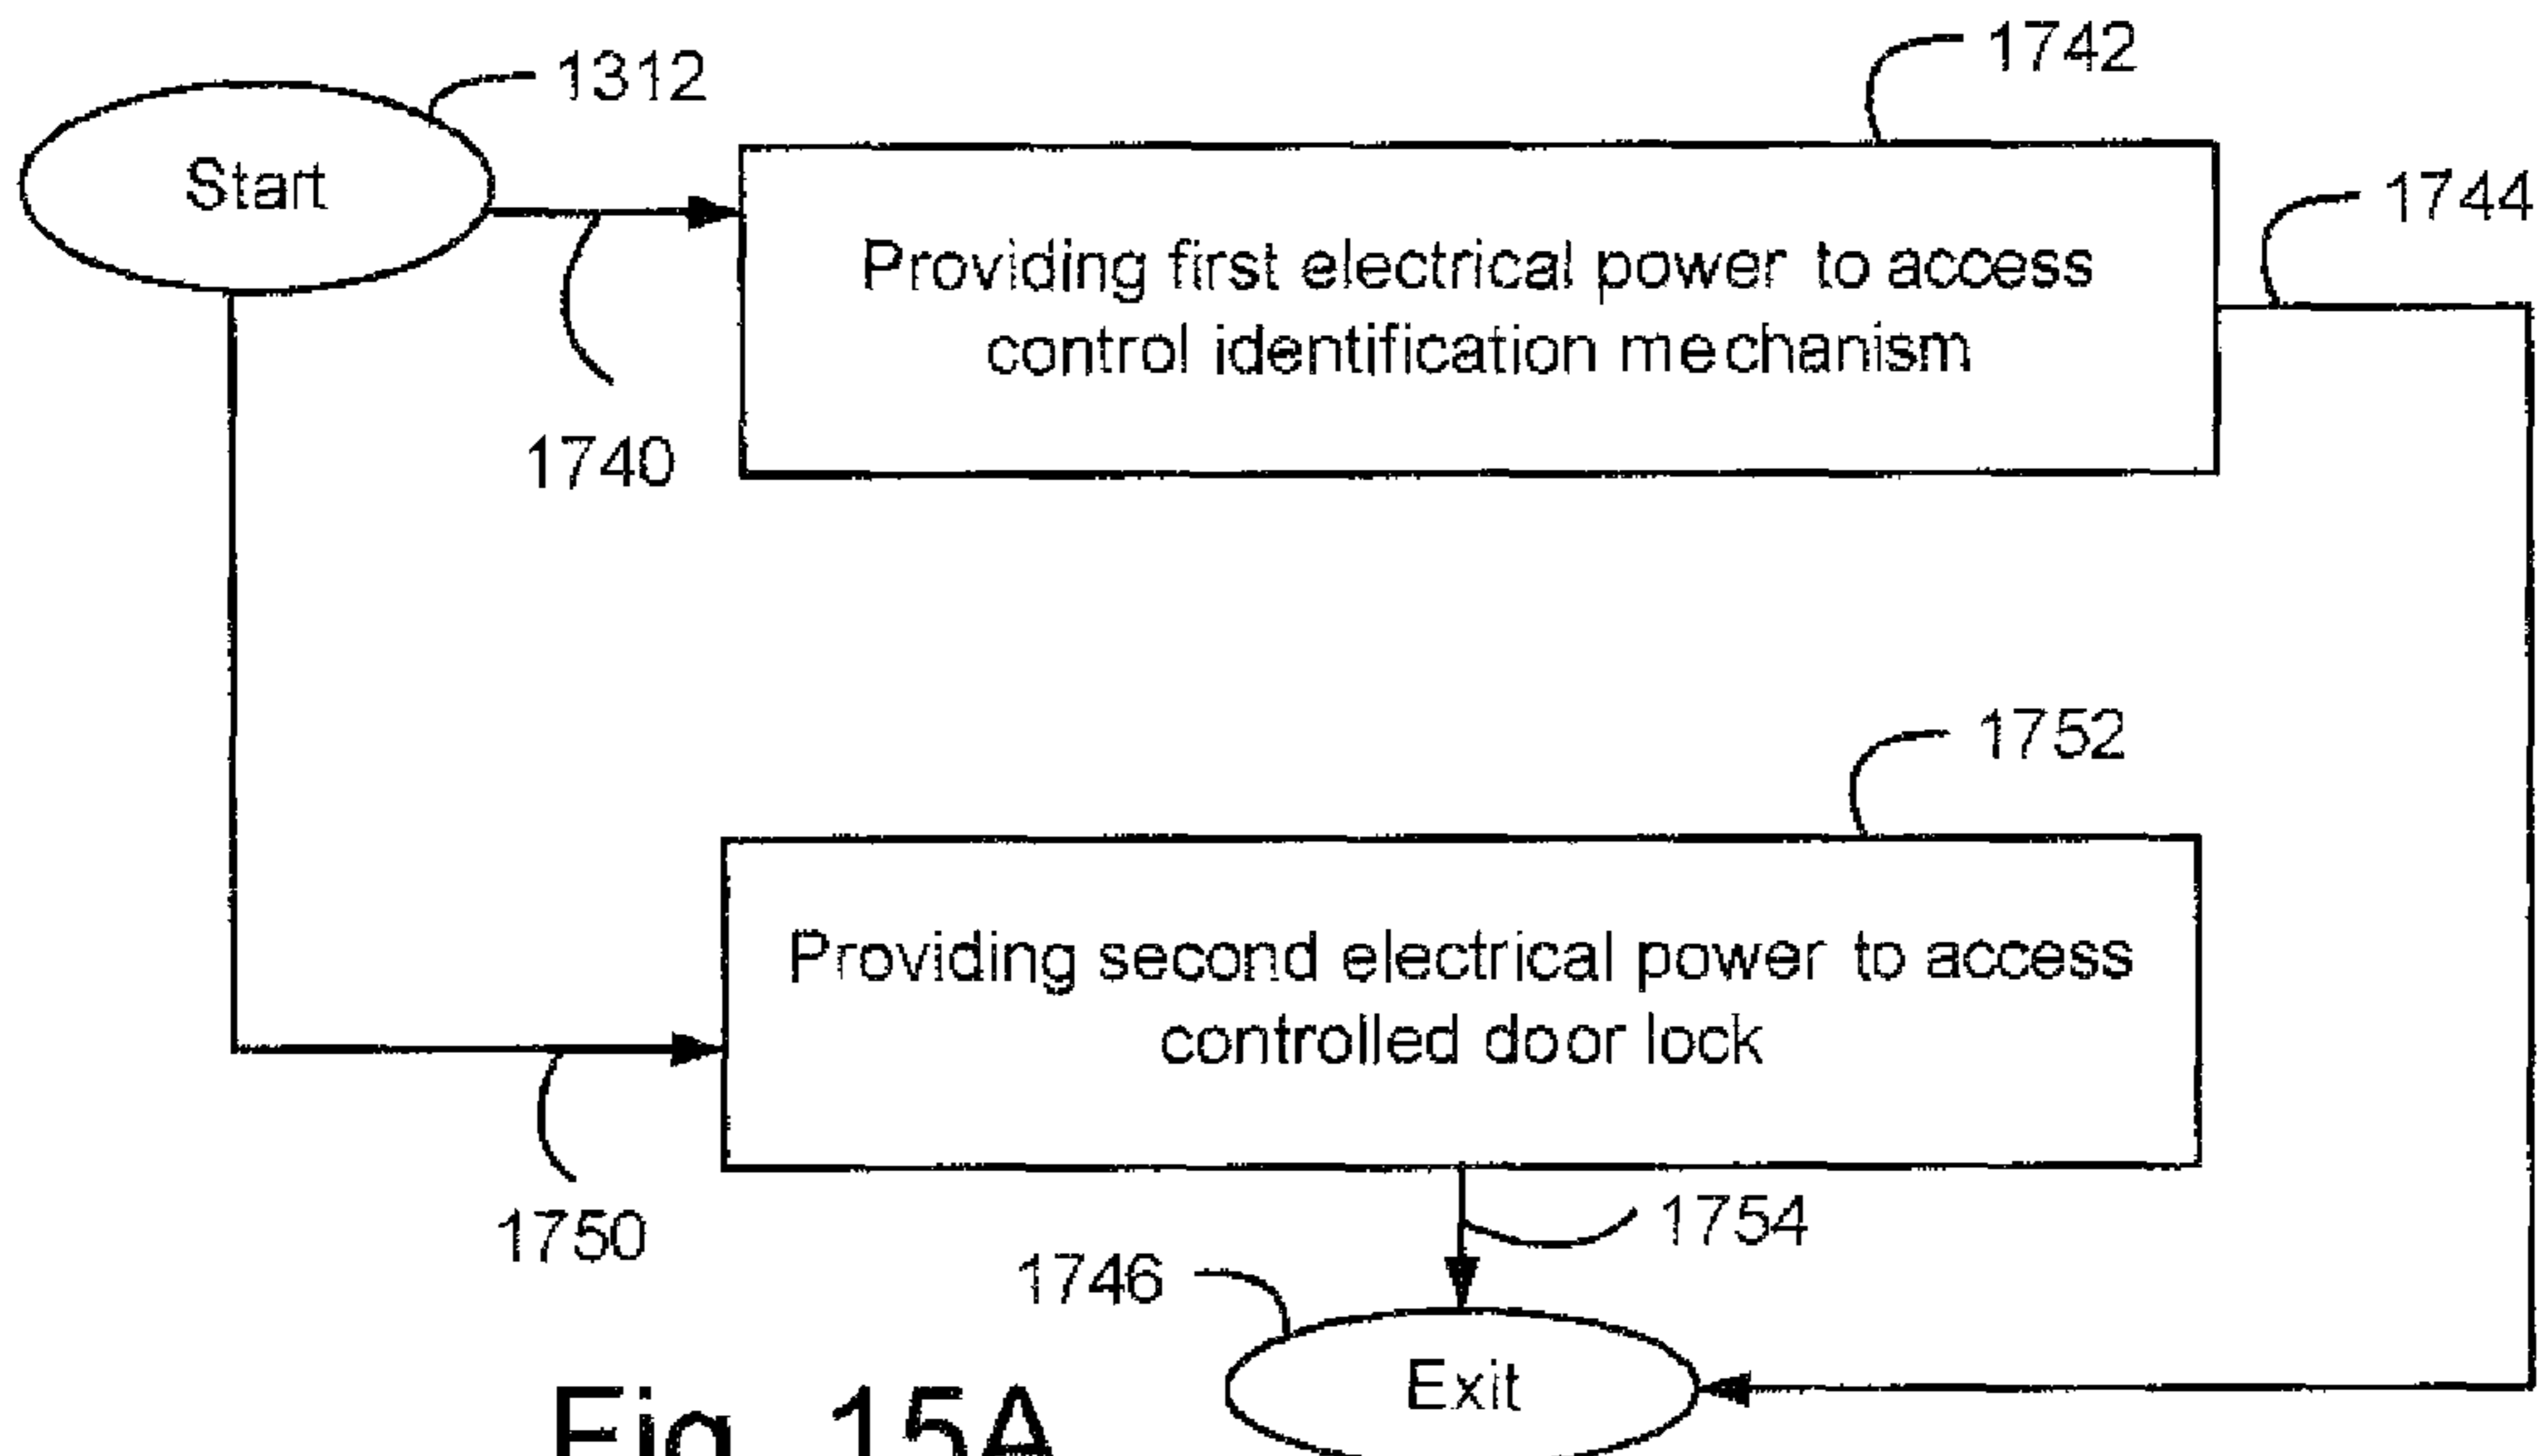 1312
Start
1742
1744
Providing first electrical power to access
control identification mechanism
1740
1752
Providing second electrical power to access
controlled door lock
1750
1754
1746
Exit
Fig. 15A